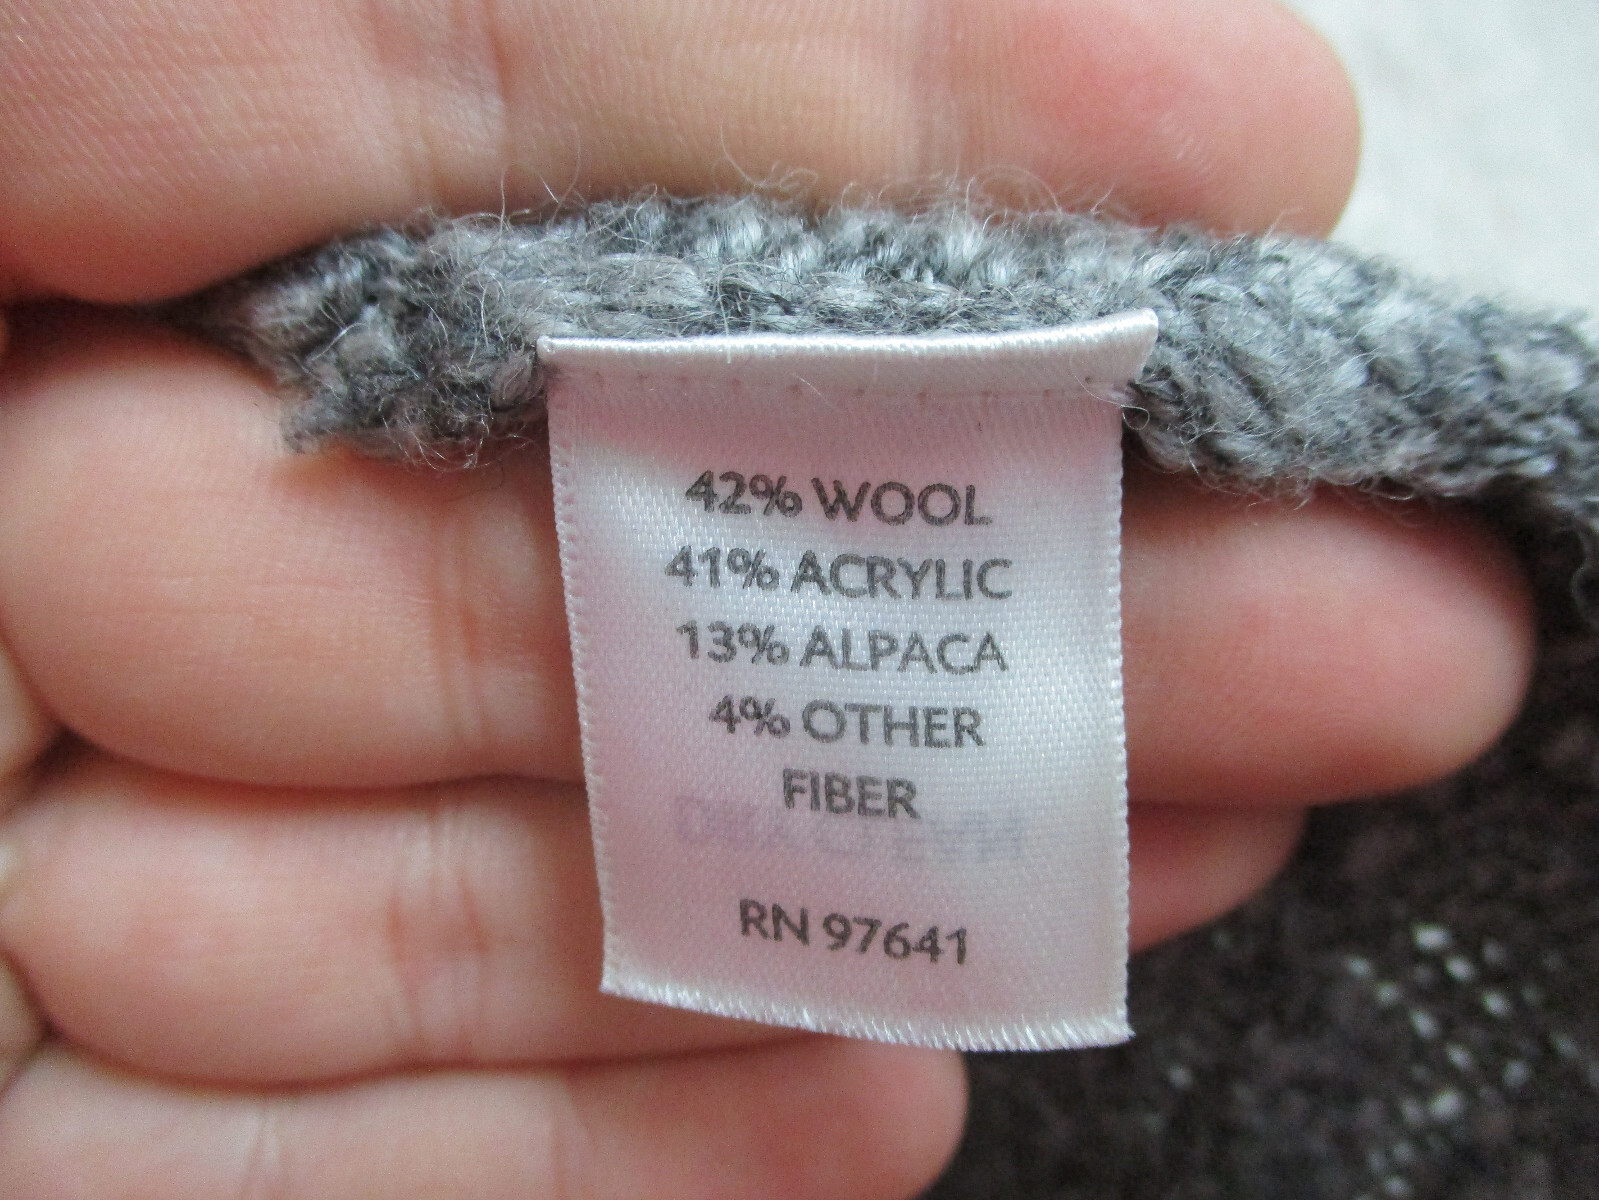 42% WOOL
41% ACRYLIC
13% ALPACA
4% OTHER
FIBER
RN 97641